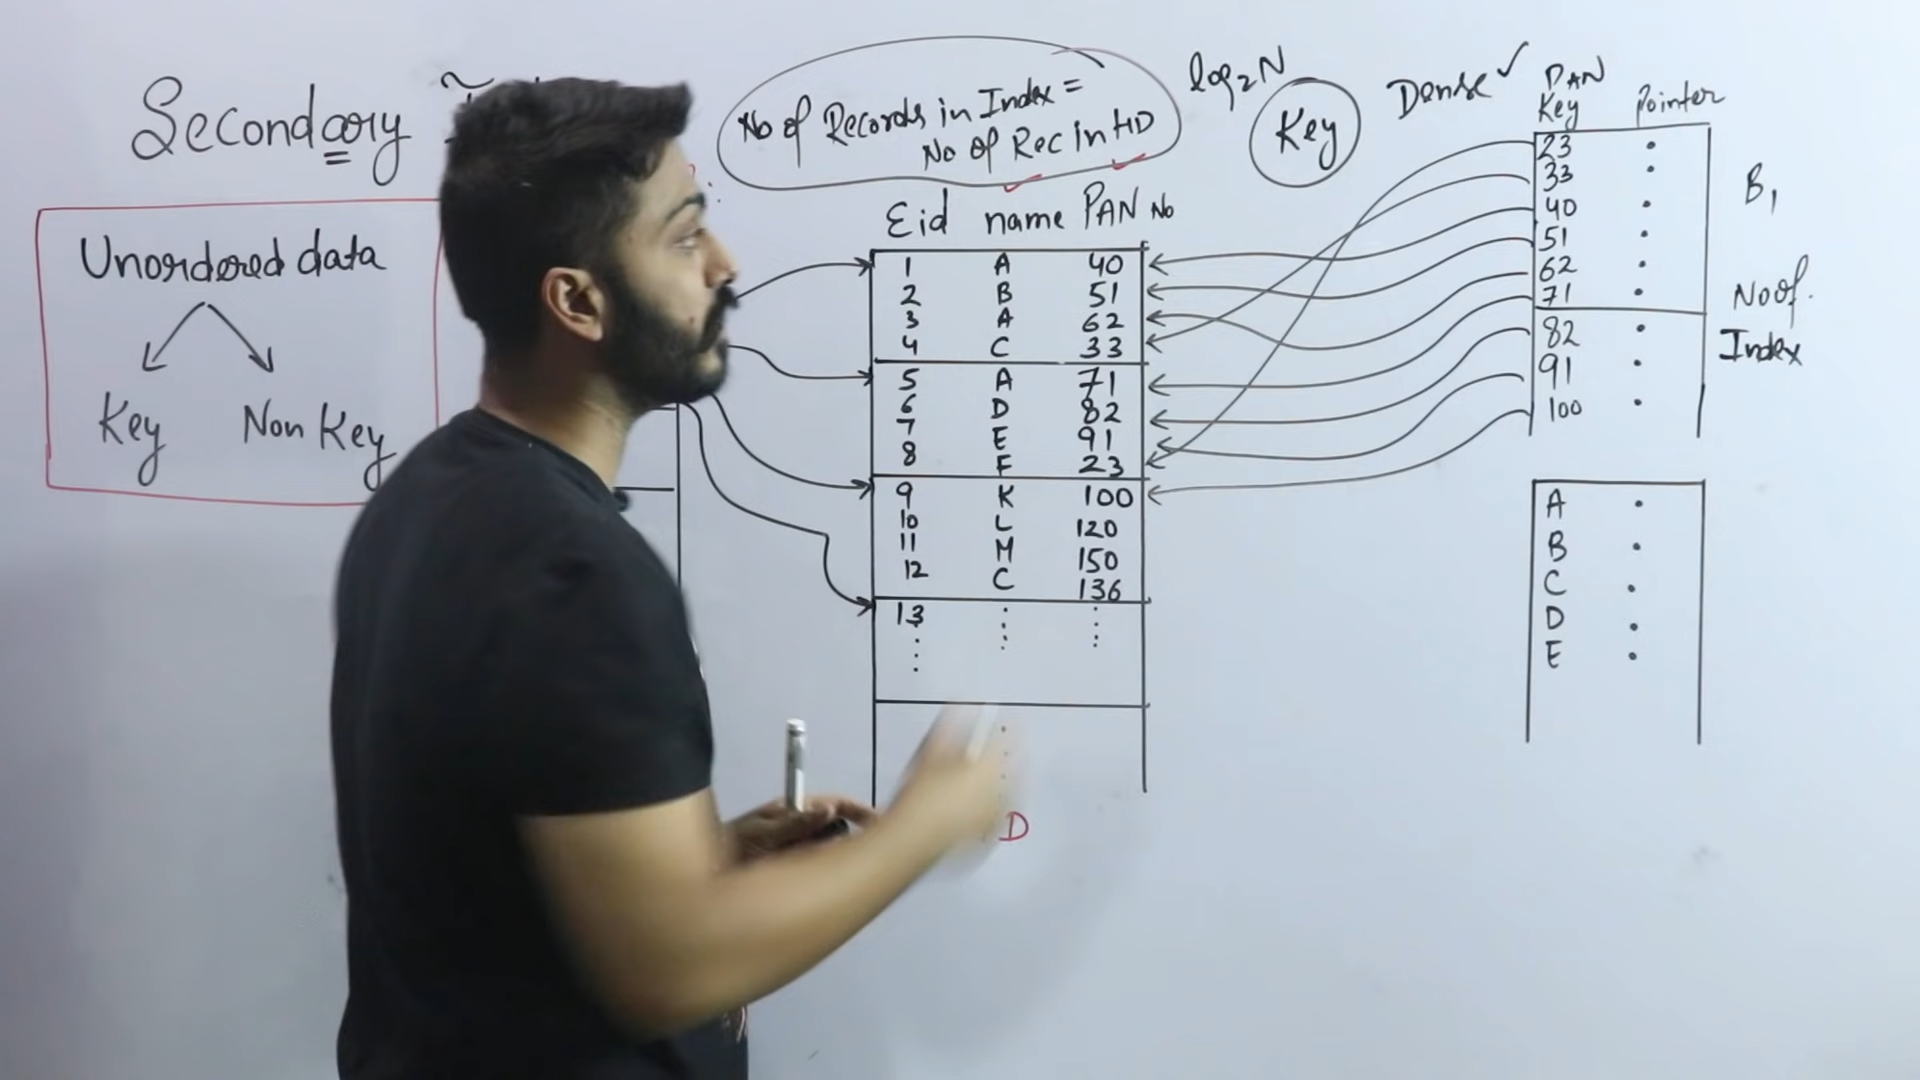 Secondary
Unordered data
Key Non Key
No of Records in Index =
No of Rec in HD
log₂N
Key
Dense ✓
PAN
Key Pointer
Eid name PAN No
1 A 40
2 B 51
3 A 62
4 C 33
5 A 71
6 D 82
7 E 91
8 F 23
9 K 100
10 L 120
11 M 150
12 C 136
13
D
23
33
40
51
62
71
82
91
100
B₁
No of.
Index
A
B
C
D
E